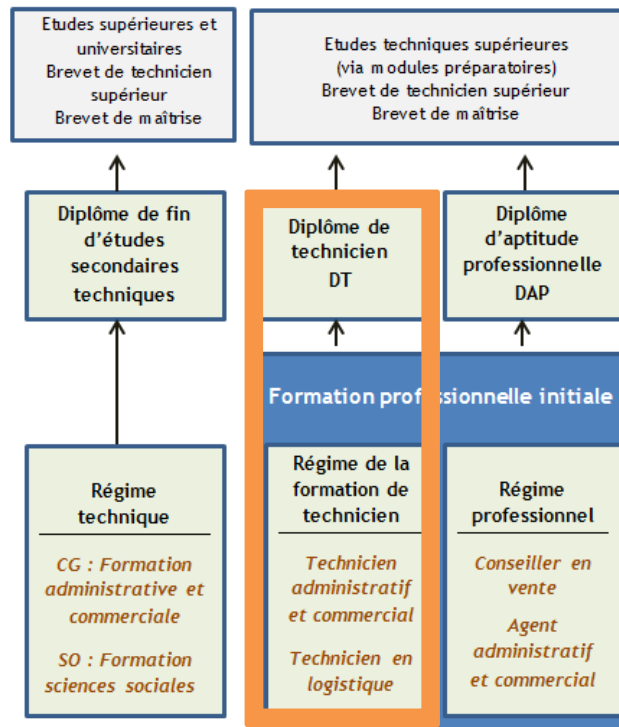 Etudes supérieures et
universitaires
Brevet de technicien
supérieur
Brevet de maîtrise
Etudes techniques supérieures
(via modules préparatoires)
Brevet de technicien supérieur
Brevet de maîtrise
Diplôme de fin
d'études
secondaires
techniques
Diplôme de
technicien
DT
Diplôme
d'aptitude
professionnelle
DAP
Formation professionnelle initiale
Régime
technique
CG : Formation
administrative et
commerciale
SO : Formation
sciences sociales
Régime de la
formation de
technicien
Technicien
administratif
et commercial
Technicien en
logistique
Régime
professionnel
Conseiller en
vente
Agent
administratif
et commercial